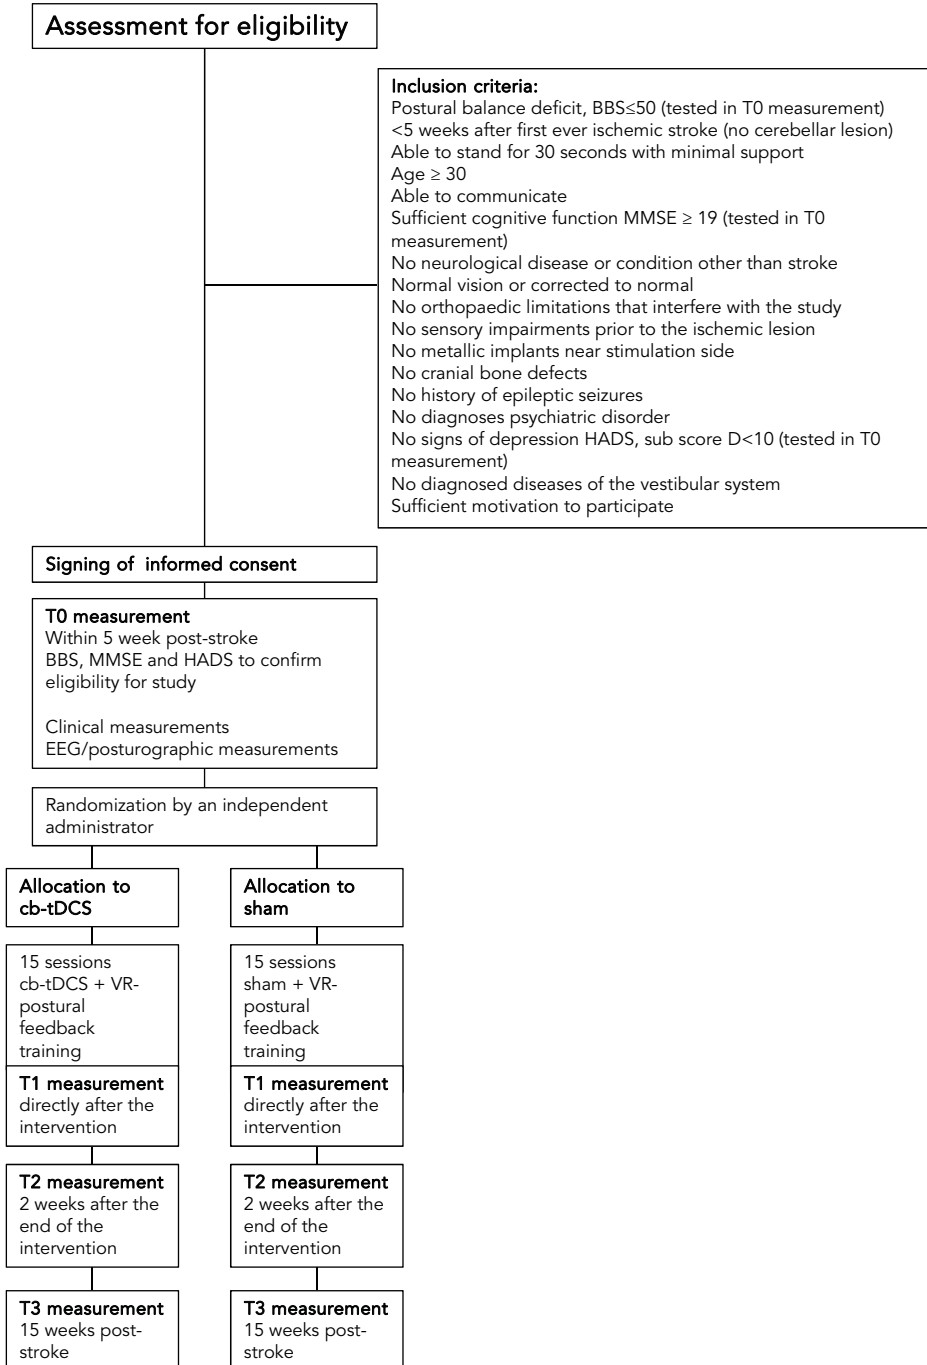 Assessment for eligibility
Inclusion criteria:
Postural balance deficit, BBS≤50 (tested in T0 measurement)
<5 weeks after first ever ischemic stroke (no cerebellar lesion)
Able to stand for 30 seconds with minimal support
Age ≥ 30
Able to communicate
Sufficient cognitive function MMSE ≥ 19 (tested in T0
measurement)
No neurological disease or condition other than stroke
Normal vision or corrected to normal
No orthopaedic limitations that interfere with the study
No sensory impairments prior to the ischemic lesion
No metallic implants near stimulation side
No cranial bone defects
No history of epileptic seizures
No diagnoses psychiatric disorder
No signs of depression HADS, sub score D<10 (tested in T0
measurement)
No diagnosed diseases of the vestibular system
Sufficient motivation to participate
Signing of informed consent
T0 measurement
Within 5 week post-stroke
BBS, MMSE and HADS to confirm
eligibility for study
Clinical measurements
EEG/posturographic measurements
Randomization by an independent
administrator
Allocation to
cb-tDCS
15 sessions
cb-tDCS + VR-
postural
feedback
training
T1 measurement
directly after the
intervention
T2 measurement
2 weeks after the
end of the
intervention
T3 measurement
15 weeks post-
stroke
Allocation to
sham
15 sessions
sham + VR-
postural
feedback
training
T1 measurement
directly after the
intervention
T2 measurement
2 weeks after the
end of the
intervention
T3 measurement
15 weeks post-
stroke